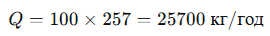 Q = 100 × 257 = 25700 кг/год